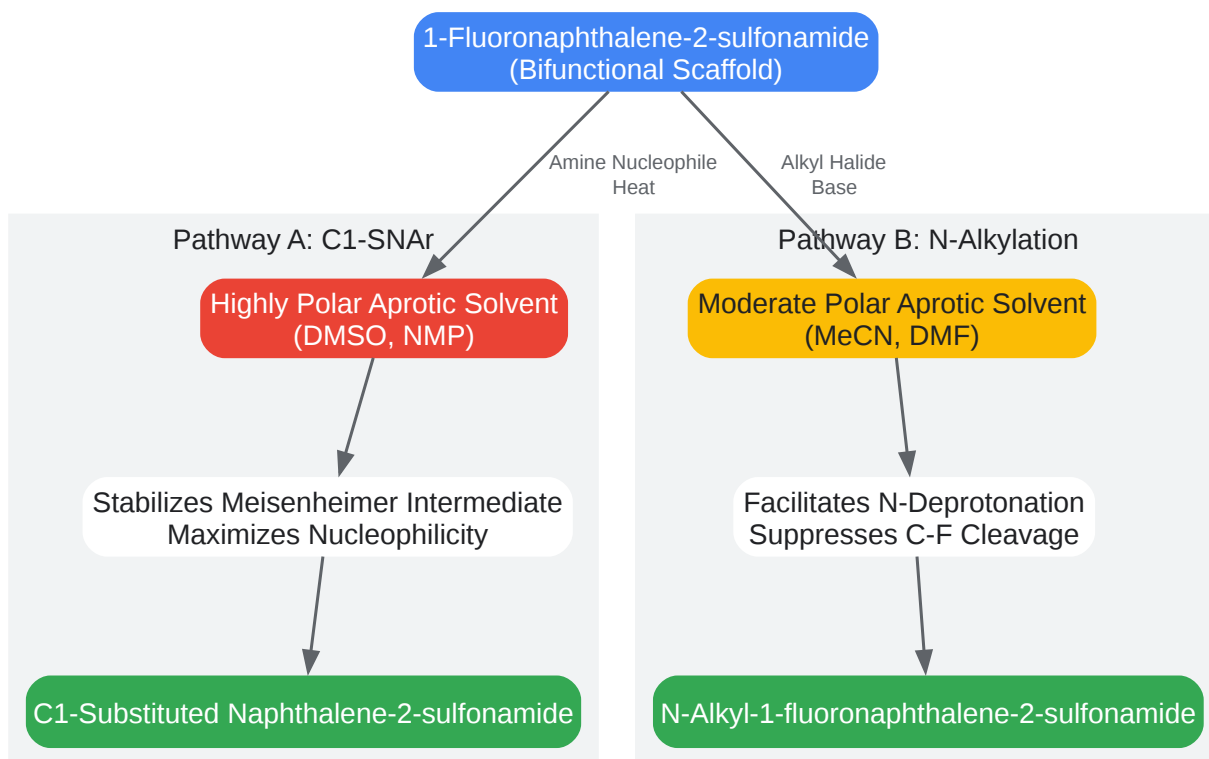 1-Fluoronaphthalene-2-sulfonamide
(Bifunctional Scaffold)
Amine Nucleophile
Heat
Alkyl Halide
Base
Pathway A: C1-SNAr
Highly Polar Aprotic Solvent
(DMSO, NMP)
Stabilizes Meisenheimer Intermediate
Maximizes Nucleophilicity
C1-Substituted Naphthalene-2-sulfonamide
Pathway B: N-Alkylation
Moderate Polar Aprotic Solvent
(MeCN, DMF)
Facilitates N-Deprotonation
Suppresses C-F Cleavage
N-Alkyl-1-fluoronaphthalene-2-sulfonamide